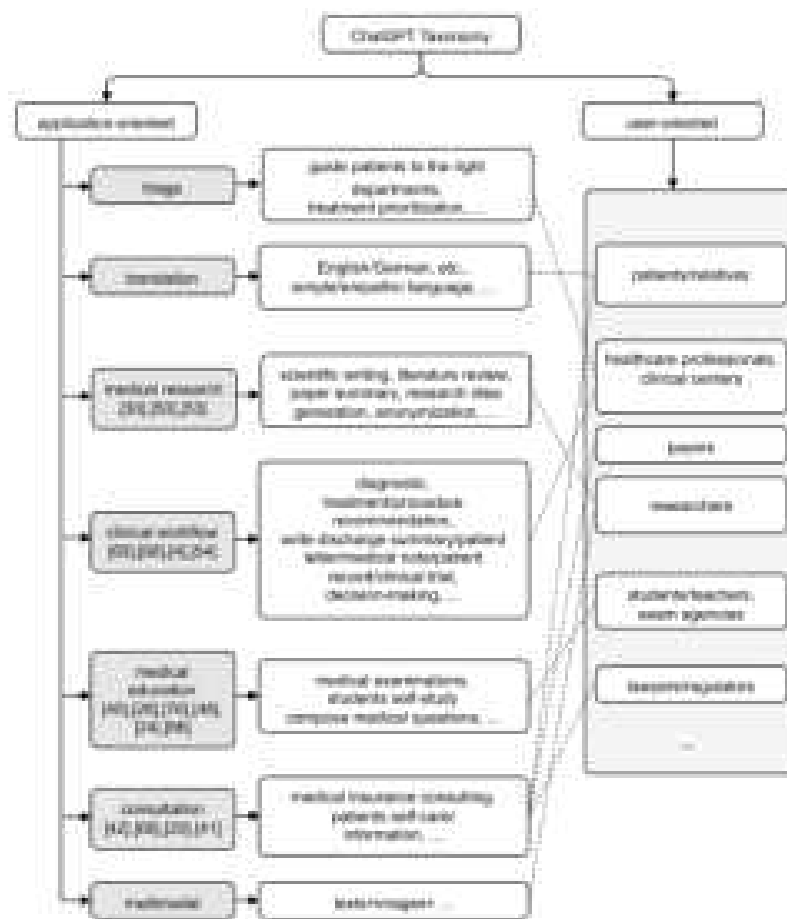 ChatGPT Taxonomy
application-oriented
user-oriented
triage
guide patients to the right
departments,
treatment prioritization, ...
translation
English/German, etc.,
simple/empathic language, ...
patients/relatives
medical research
scientific writing, literature review,
paper summary, research idea
generation, anonymization, ...
healthcare professionals,
clinical centers
payers
researchers
clinical workflow
diagnostic,
treatment/procedure
recommendation,
write discharge summary/patient
letter/medical note/patient
record/clinical trial,
decision-making, ...
students/teachers,
exam agencies
medical
education
medical examinations,
students self-study,
compose medical questions, ...
lawyers/regulators
...
consultation
medical insurance consulting,
patients self-care/
information, ...
multimodal
texts+images+ ...